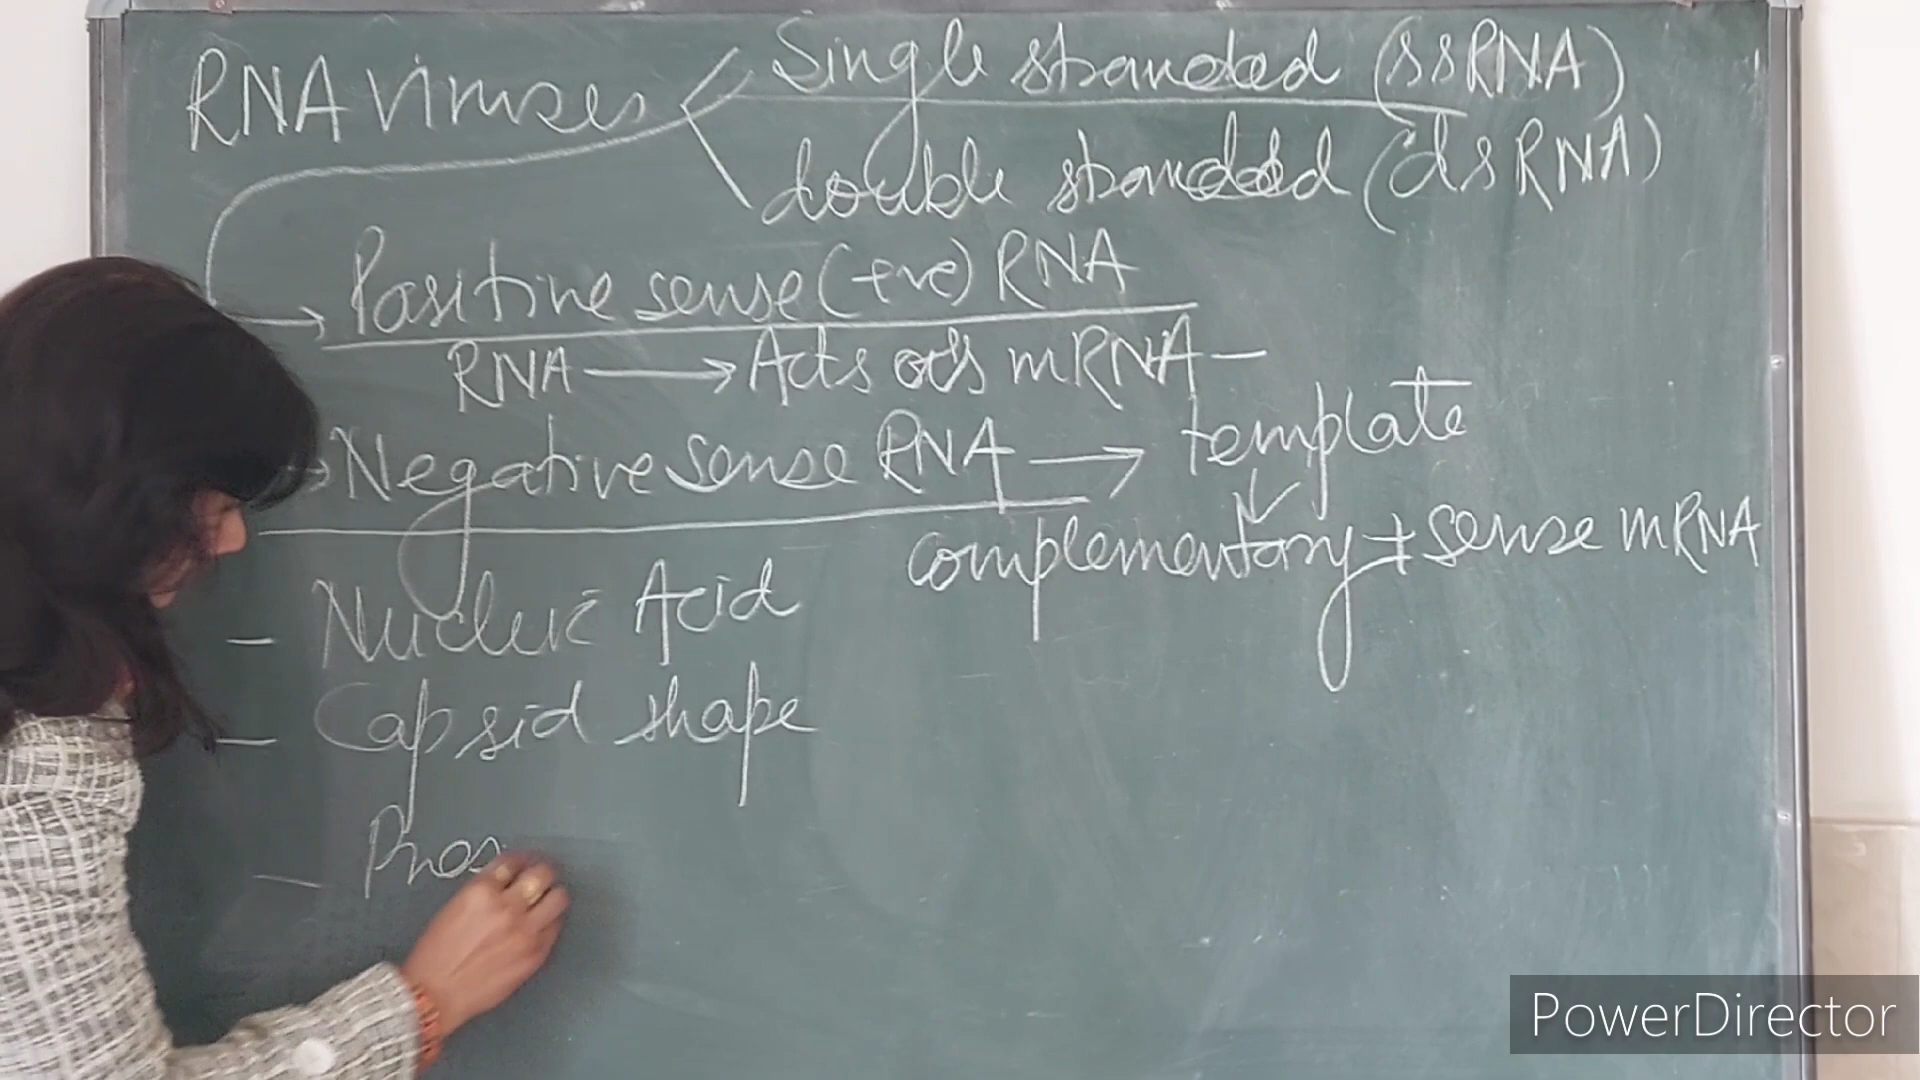 RNA viruses
Single stranded (ssRNA)
double stranded (dsRNA)
Positive sense (+ve) RNA
RNA → Acts as mRNA –
→ Negative sense RNA → template
complementary + sense mRNA
– Nucleic Acid
– Capsid shape
–
PowerDirector